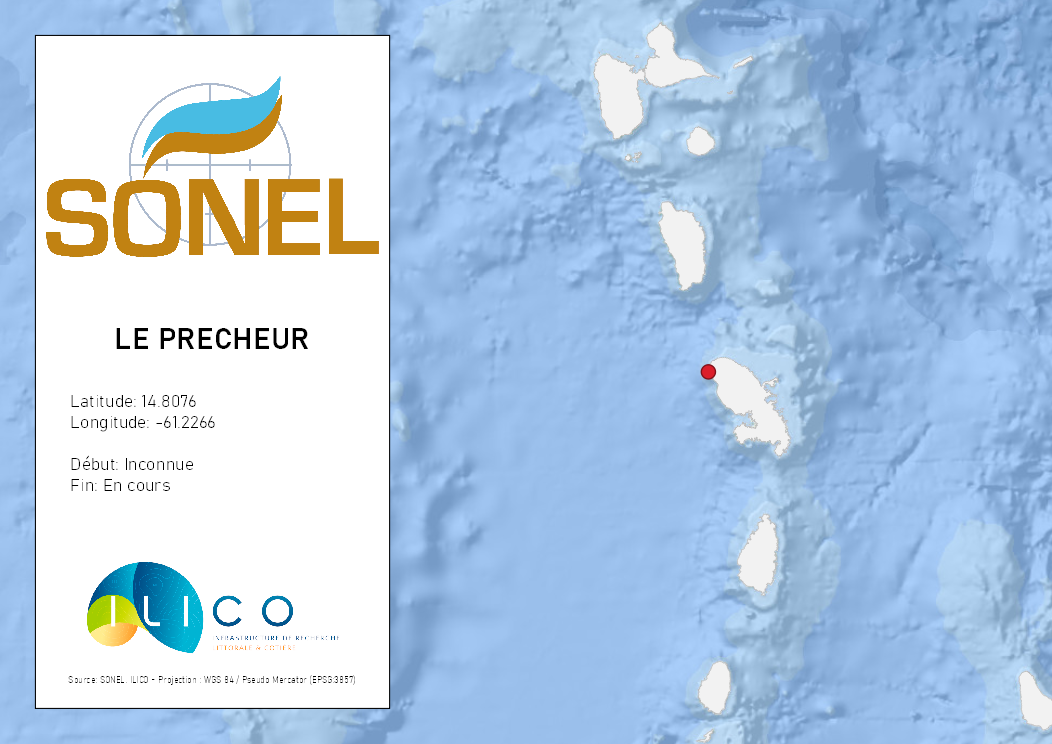 SONEL
LE PRECHEUR
Latitude: 14.8076
Longitude: -61.2266
Début: Inconnue
Fin: En cours
ILICO
INFRASTRUCTURE DE RECHERCHE
LITTORALE & COTIERE
Source: SONEL, ILICO - Projection : WGS 84 / Pseudo Mercator (EPSG:3857)